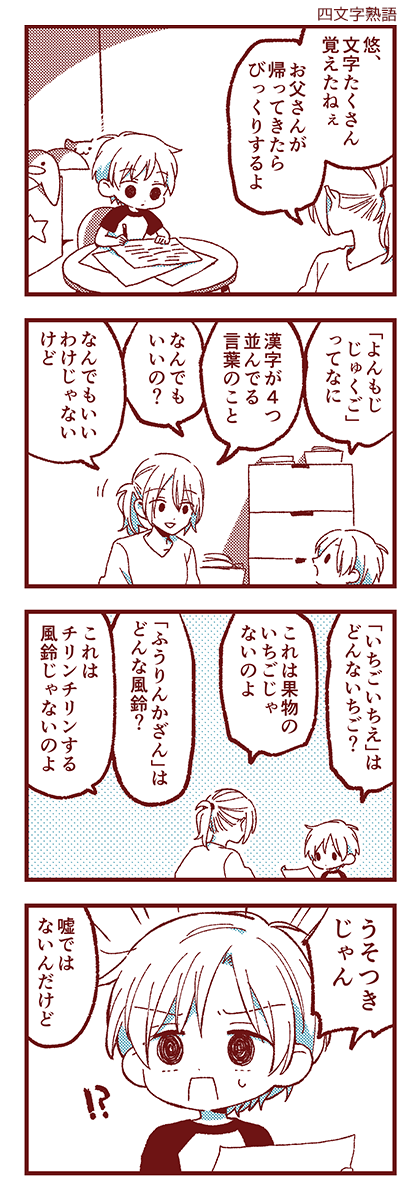 四文字熟語
悠、
文字たくさん
覚えたねぇ
お父さんが
帰ってきたら
びっくりするよ
「よんもじ
じゅくご」
ってなに
漢字が4つ
並んでる
言葉のこと
なんでも
いいの？
なんでもいい
わけじゃない
けど
「いちごいちえ」は
どんないちご？
これは果物の
いちごじゃ
ないのよ
「ふうりんかざん」は
どんな風鈴？
これは
チリンチリンする
風鈴じゃないのよ
うそつき
じゃん
嘘では
ないんだけど
!?